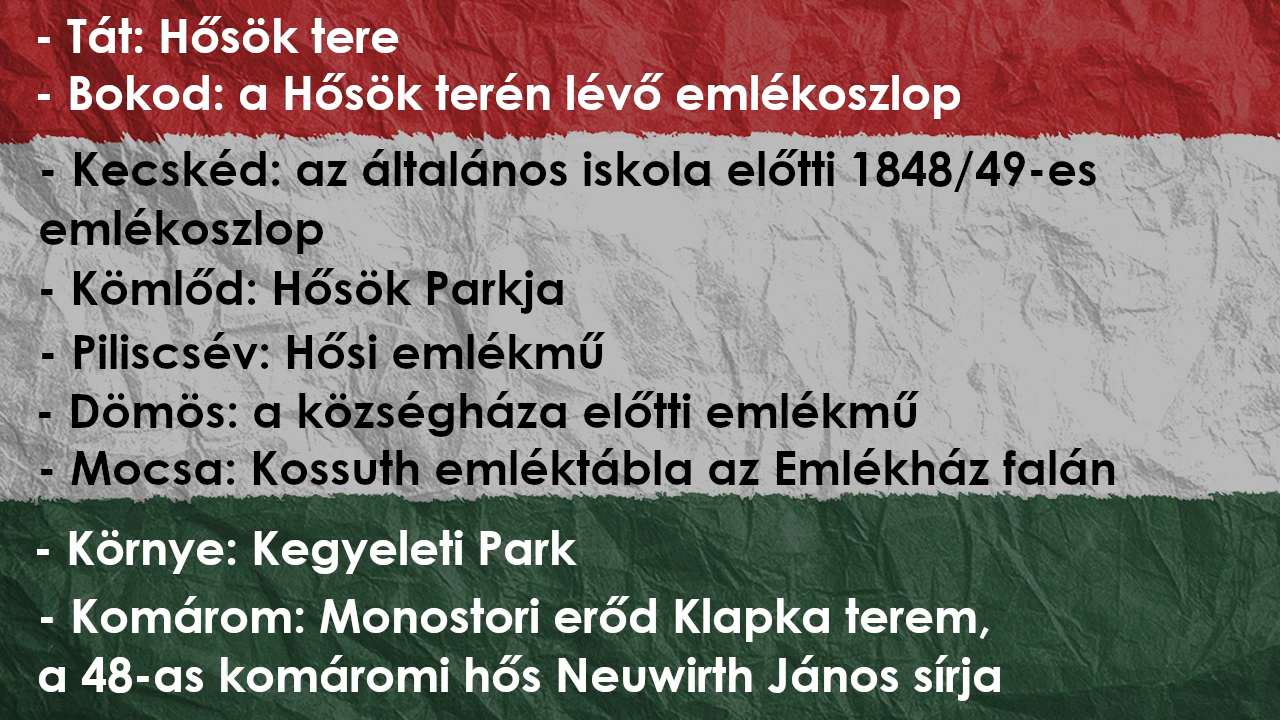 - Tát: Hősök tere
- Bokod: a Hősök terén lévő emlékoszlop
- Kecskéd: az általános iskola előtti 1848/49-es
emlékoszlop
- Kömlőd: Hősök Parkja
- Piliscsév: Hősi emlékmű
- Dömös: a községháza előtti emlékmű
- Mocsa: Kossuth emléktábla az Emlékház falán
- Környe: Kegyeleti Park
- Komárom: Monostori erőd Klapka terem,
a 48-as komáromi hős Neuwirth János sírja